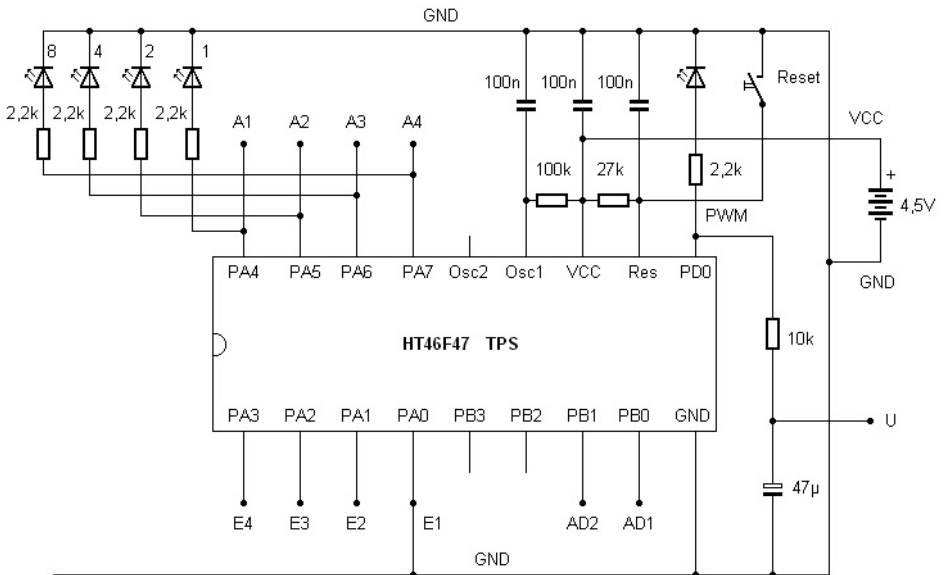 GND
8 4 2 1
100n 100n 100n
Reset
2,2k 2,2k 2,2k 2,2k
A1 A2 A3 A4
VCC
100k 27k 2,2k
+
4,5V
PWM
PA4 PA5 PA6 PA7 Osc2 Osc1 VCC Res PD0
GND
HT46F47 TPS
10k
PA3 PA2 PA1 PA0 PB3 PB2 PB1 PB0 GND
U
47µ
E4 E3 E2 E1 AD2 AD1
GND